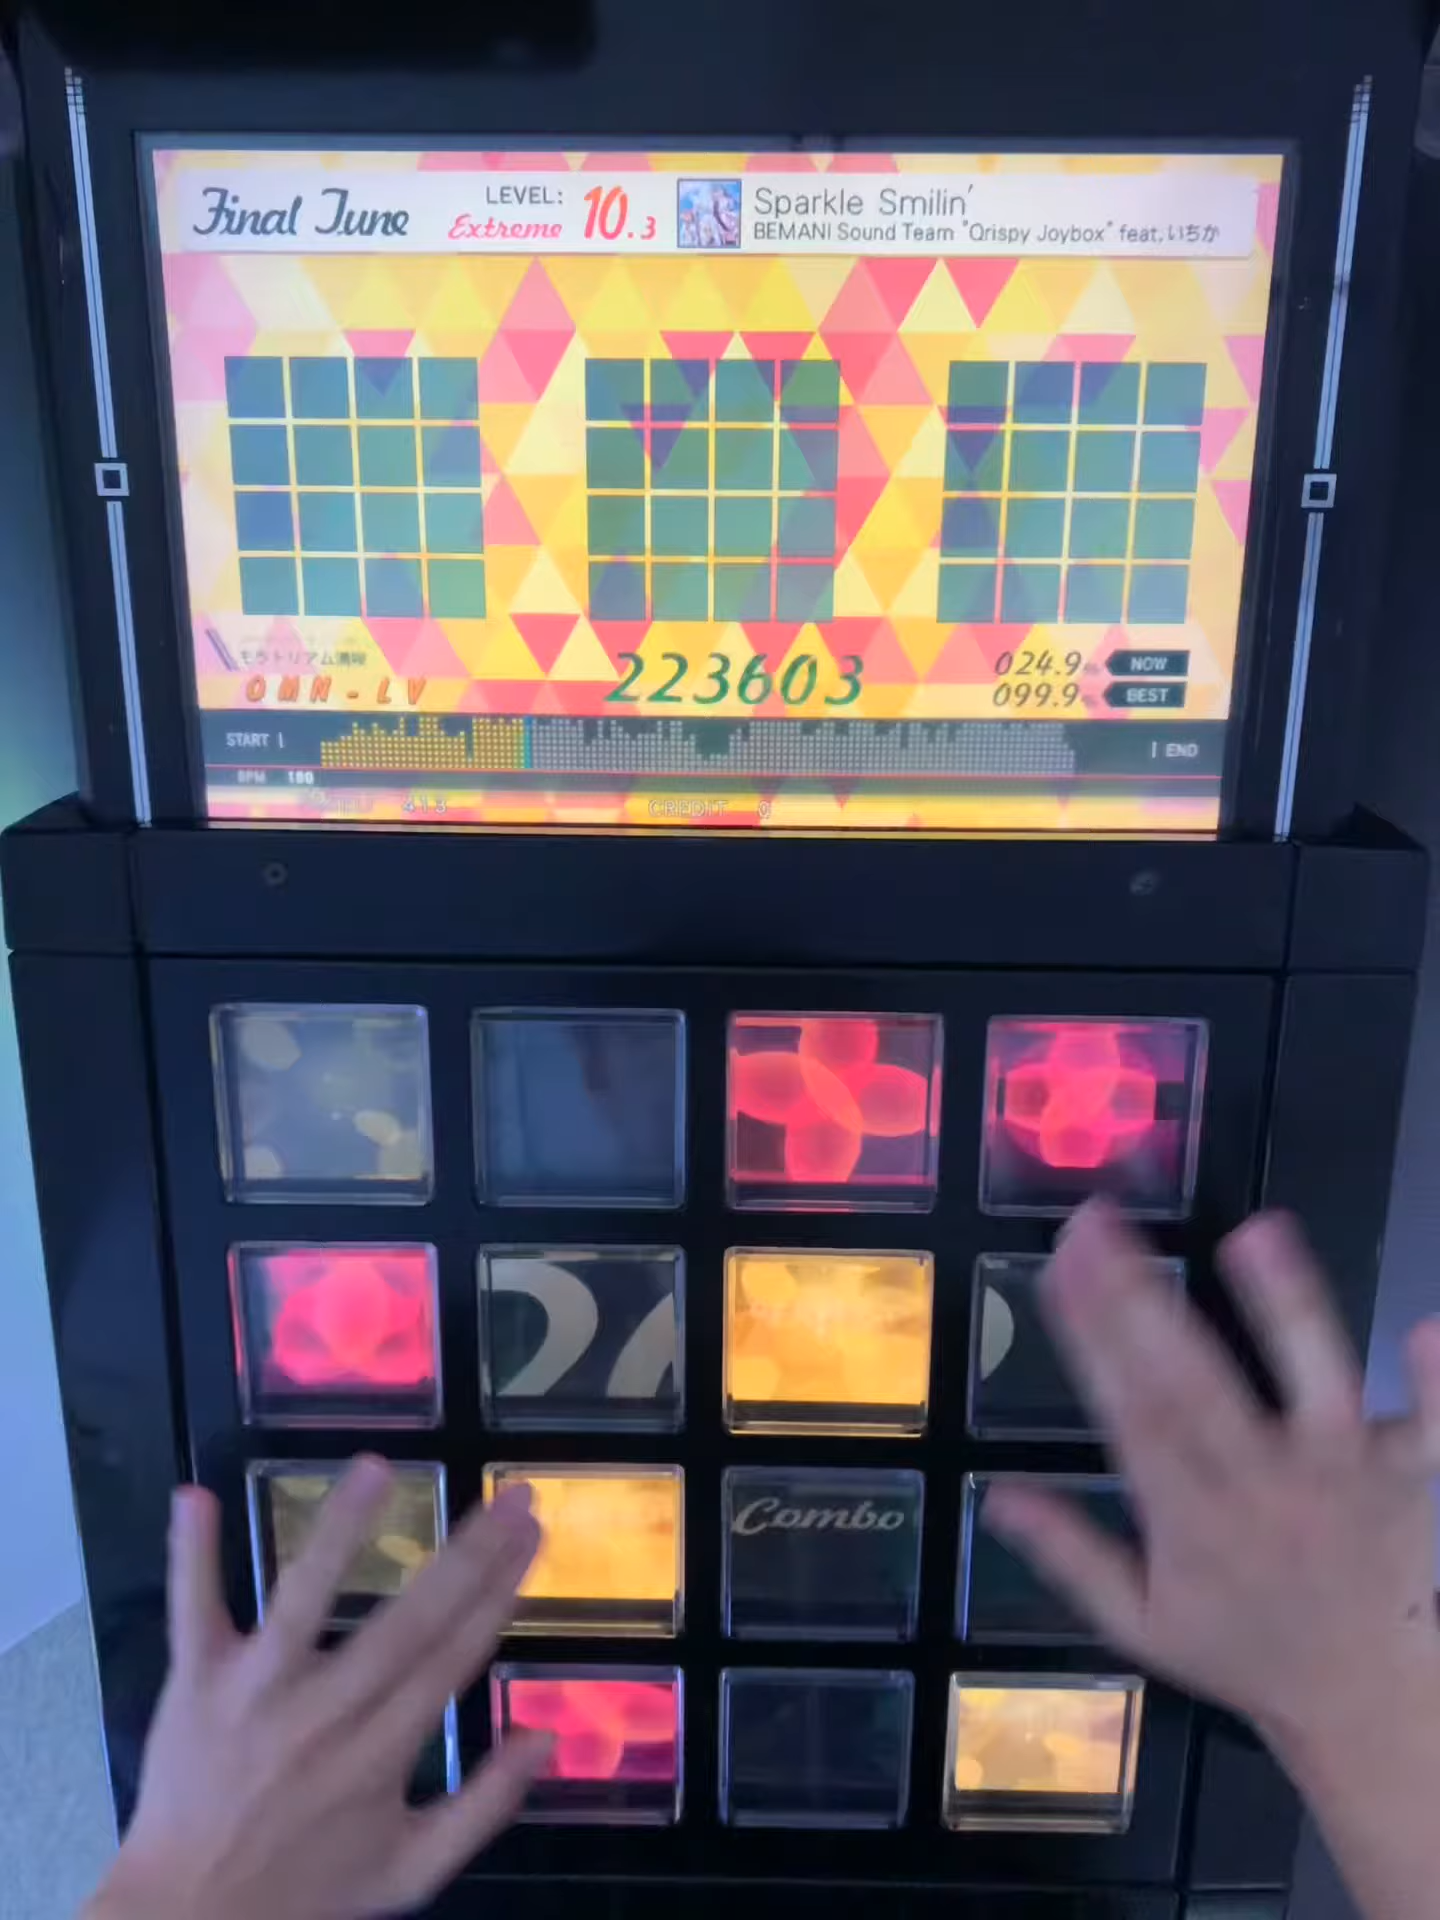 Final Tune
LEVEL:
Extreme 10.3
Sparkle Smilin'
BEMANI Sound Team "Qrispy Joybox" feat.いちか
モラトリアム満喫
OMN-LV
223603
024.9% NOW
099.9% BEST
START
END
BPM 180
413
CREDIT 0
Combo